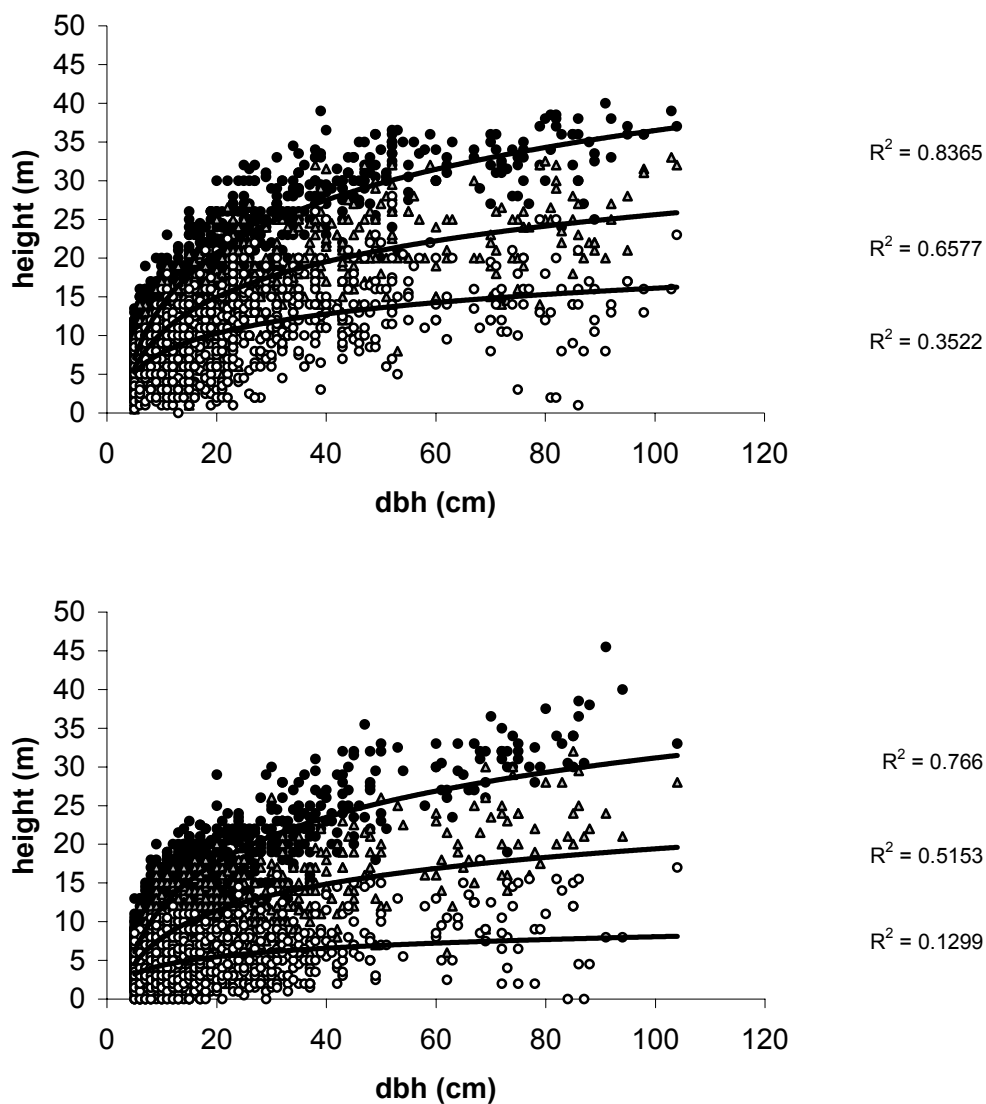 50
45
40
35
30
25
20
15
10
5
0
height (m)
0 20 40 60 80 100 120
dbh (cm)
R² = 0.8365
R² = 0.6577
R² = 0.3522
50
45
40
35
30
25
20
15
10
5
0
height (m)
0 20 40 60 80 100 120
dbh (cm)
R² = 0.766
R² = 0.5153
R² = 0.1299